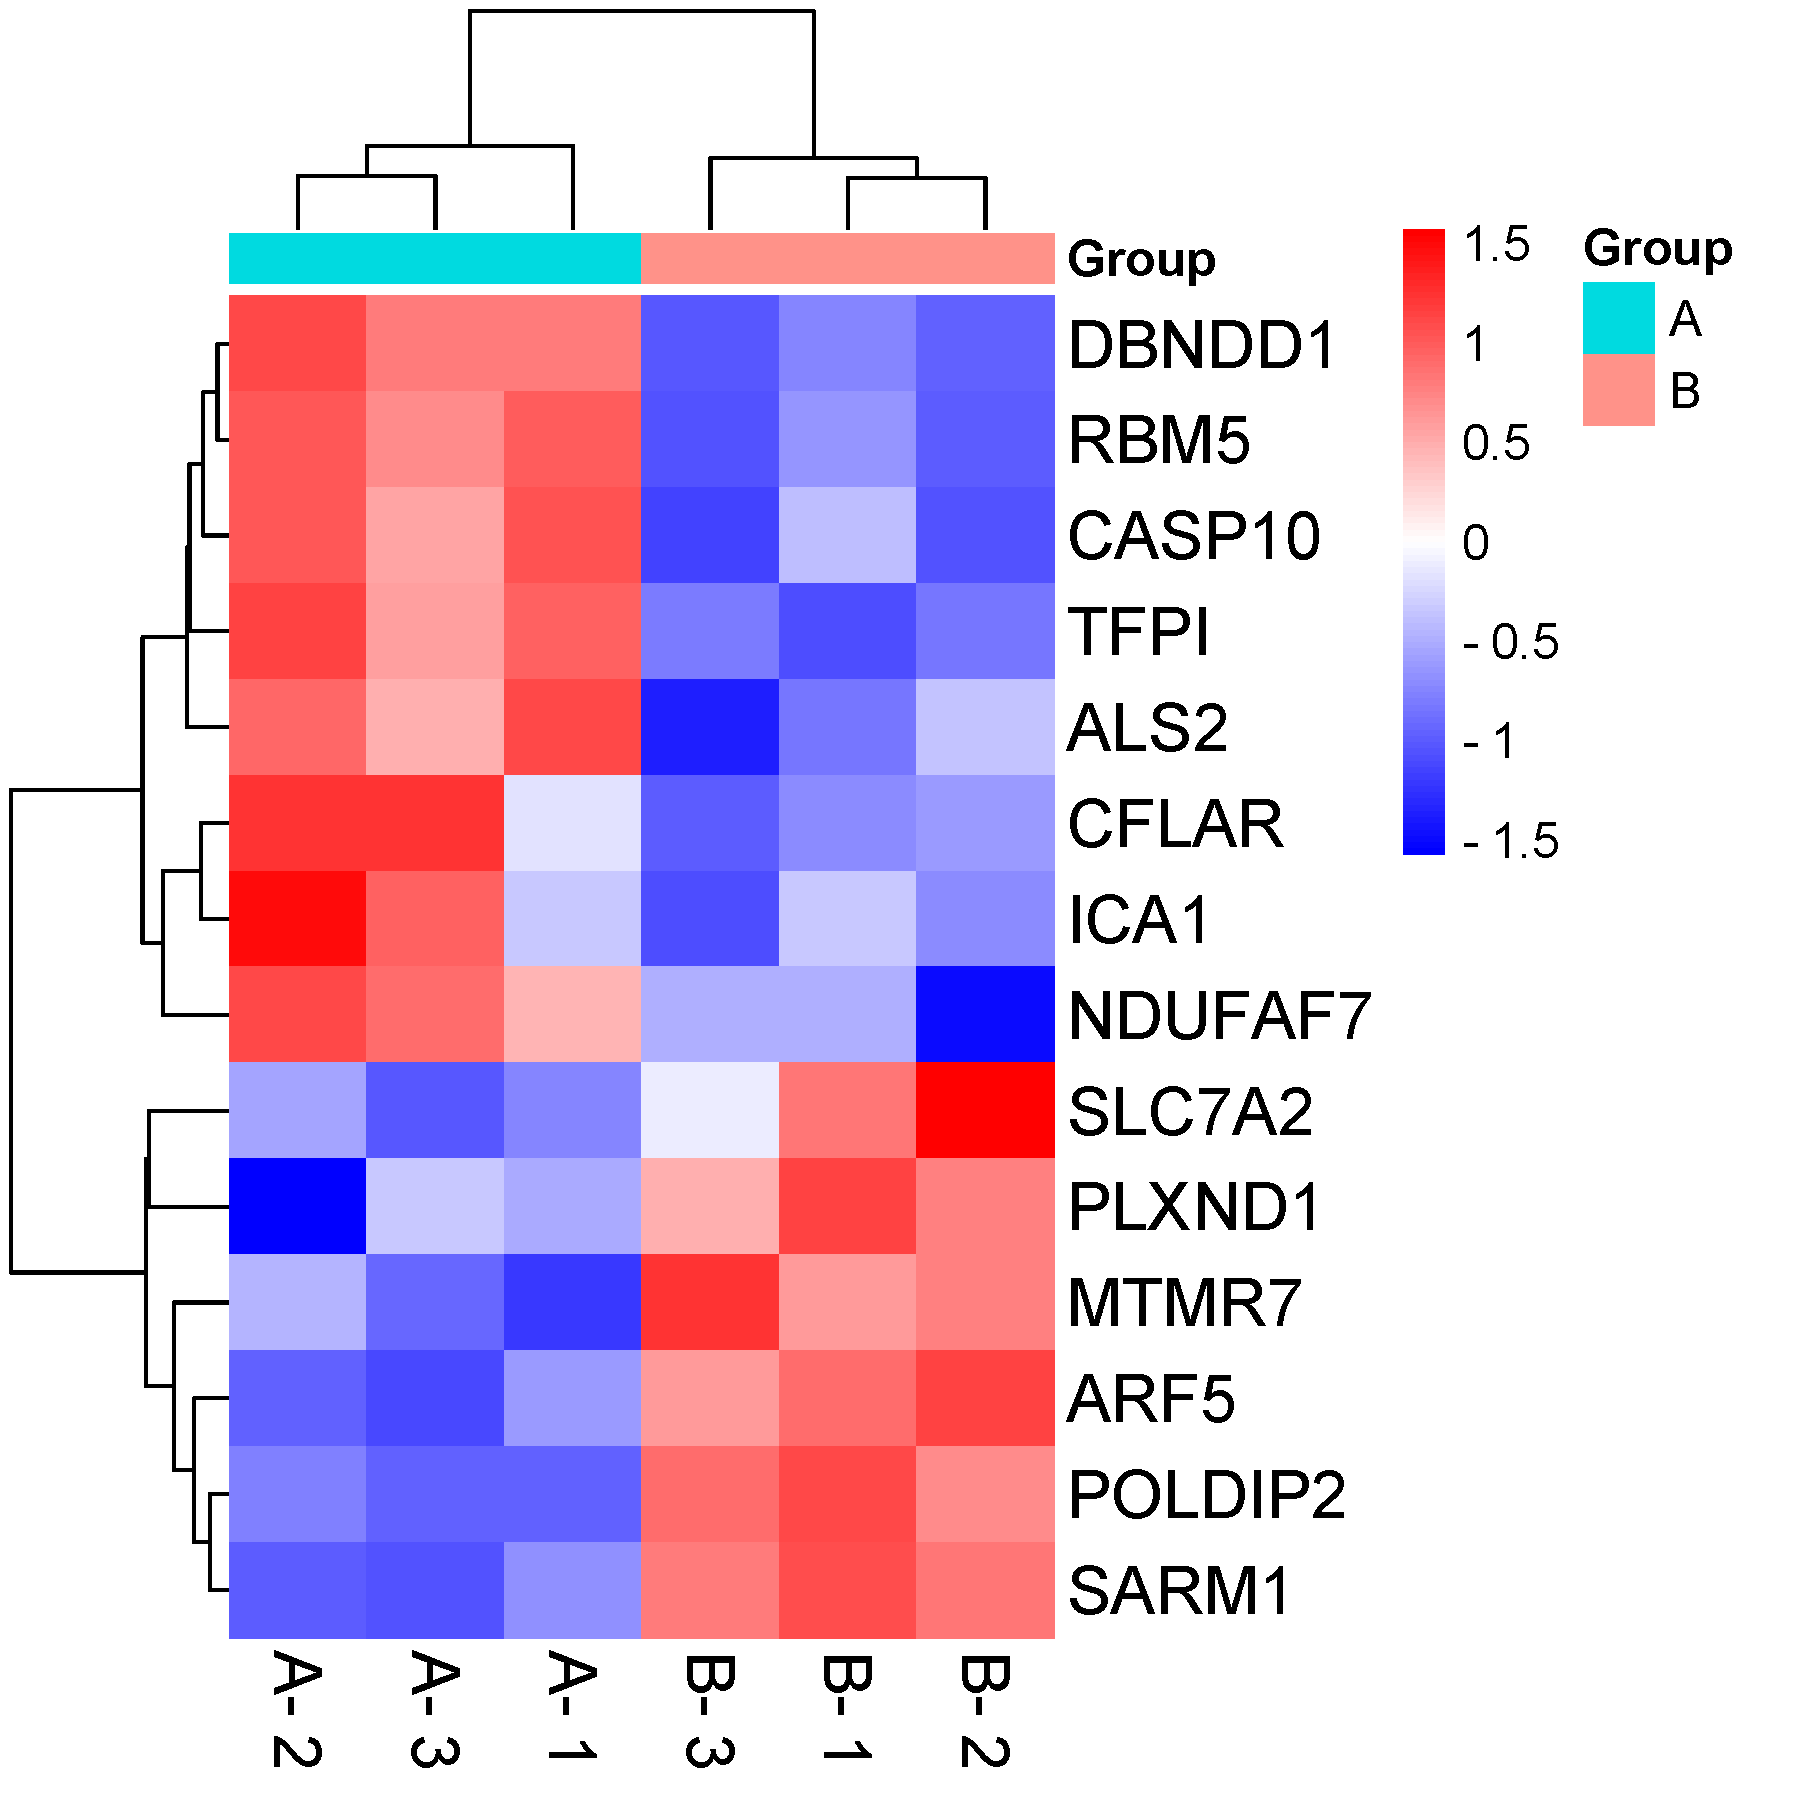 Group
DBNDD1
RBM5
CASP10
TFPI
ALS2
CFLAR
ICA1
NDUFAF7
SLC7A2
PLXND1
MTMR7
ARF5
POLDIP2
SARM1
A- 2
A- 3
A- 1
B- 3
B- 1
B- 2
1.5
1
0.5
0
- 0.5
- 1
- 1.5
Group
A
B